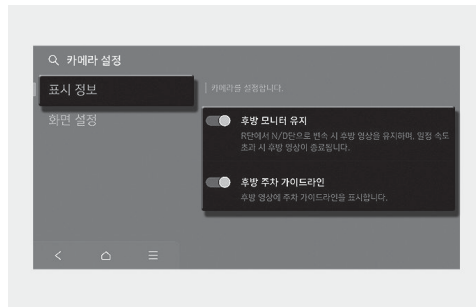 카메라 설정
표시 정보
카메라를 설정합니다.
화면 설정
후방 모니터 유지
R단에서 N/D단으로 변속 시 후방 영상을 유지하며, 일정 속도
초과 시 후방 영상이 종료됩니다.
후방 주차 가이드라인
후방 영상에 주차 가이드라인을 표시합니다.